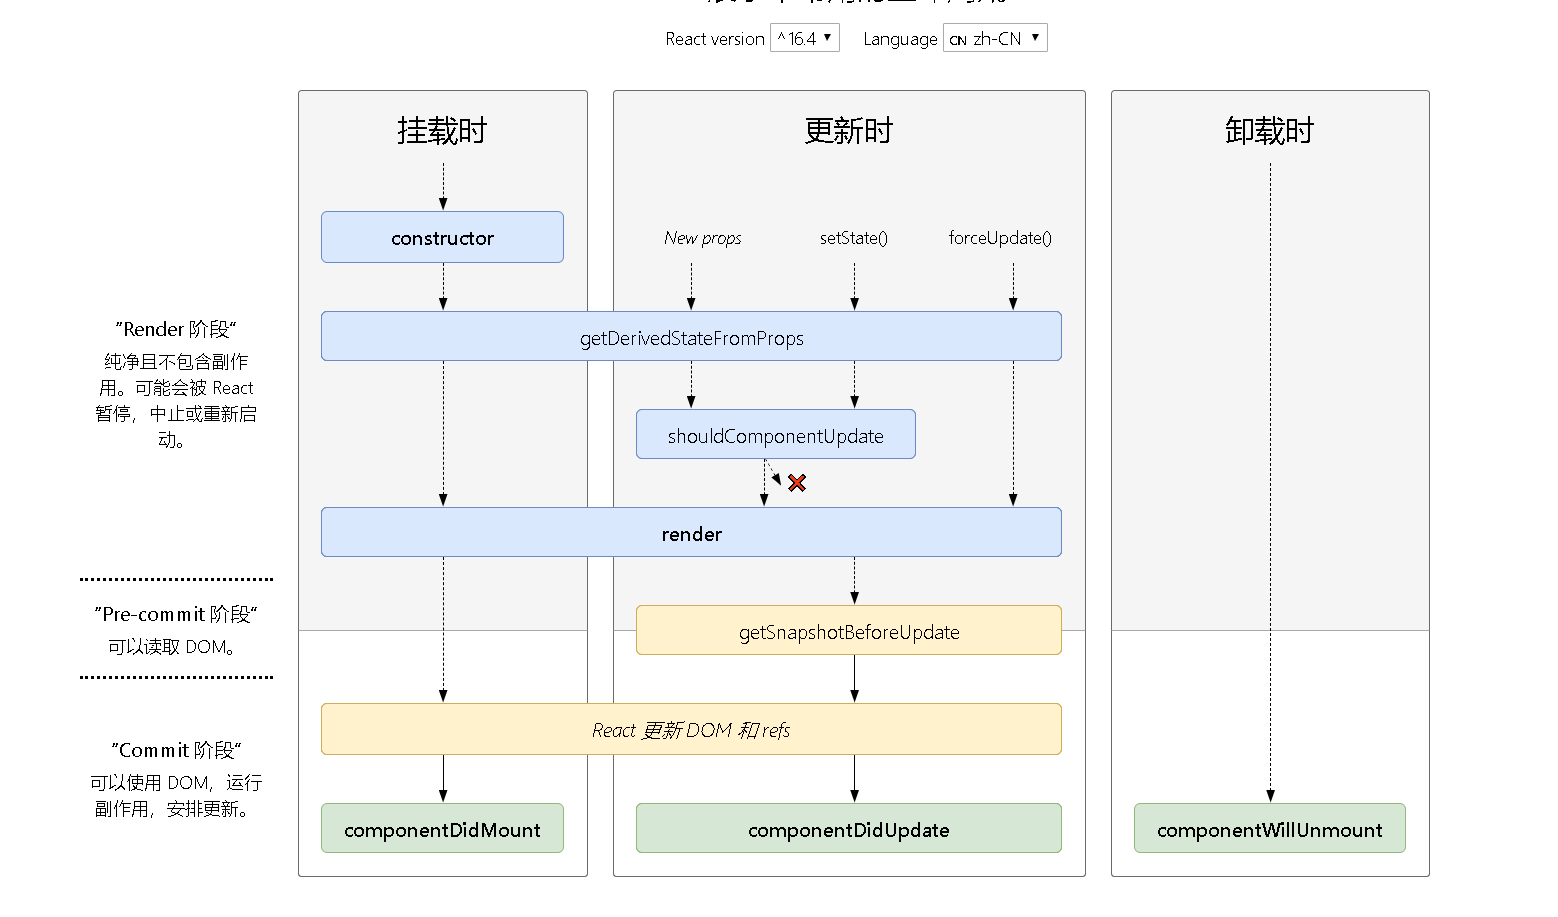 React version ^16.4 Language CN zh-CN
挂载时
更新时
卸载时
constructor
New props
setState()
forceUpdate()
"Render 阶段"
纯净且不包含副作
用。可能会被 React
暂停，中止或重新启
动。
getDerivedStateFromProps
shouldComponentUpdate
render
"Pre-commit 阶段"
可以读取 DOM。
getSnapshotBeforeUpdate
React 更新 DOM 和 refs
"Commit 阶段"
可以使用 DOM，运行
副作用，安排更新。
componentDidMount
componentDidUpdate
componentWillUnmount